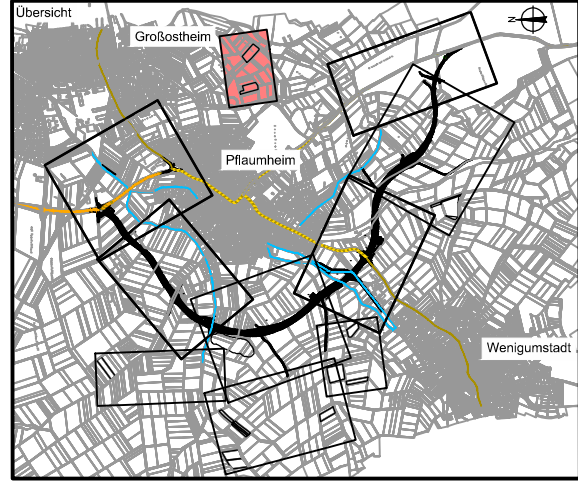 Übersicht
Großostheim
N
Pflaumheim
Wenigumstadt